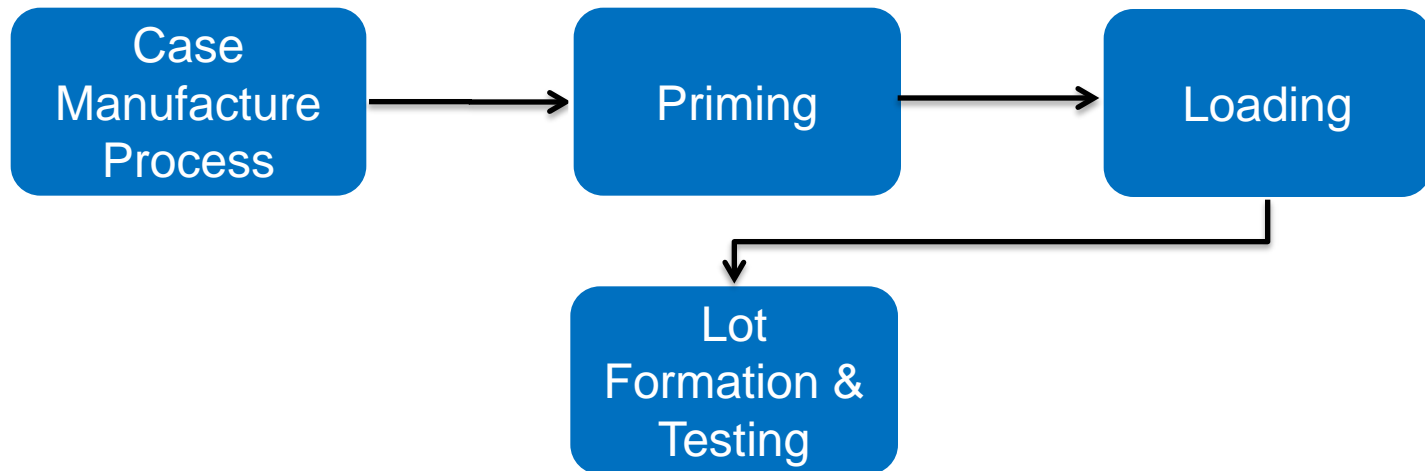 Case
Manufacture
Process
Priming
Loading
Lot
Formation &
Testing